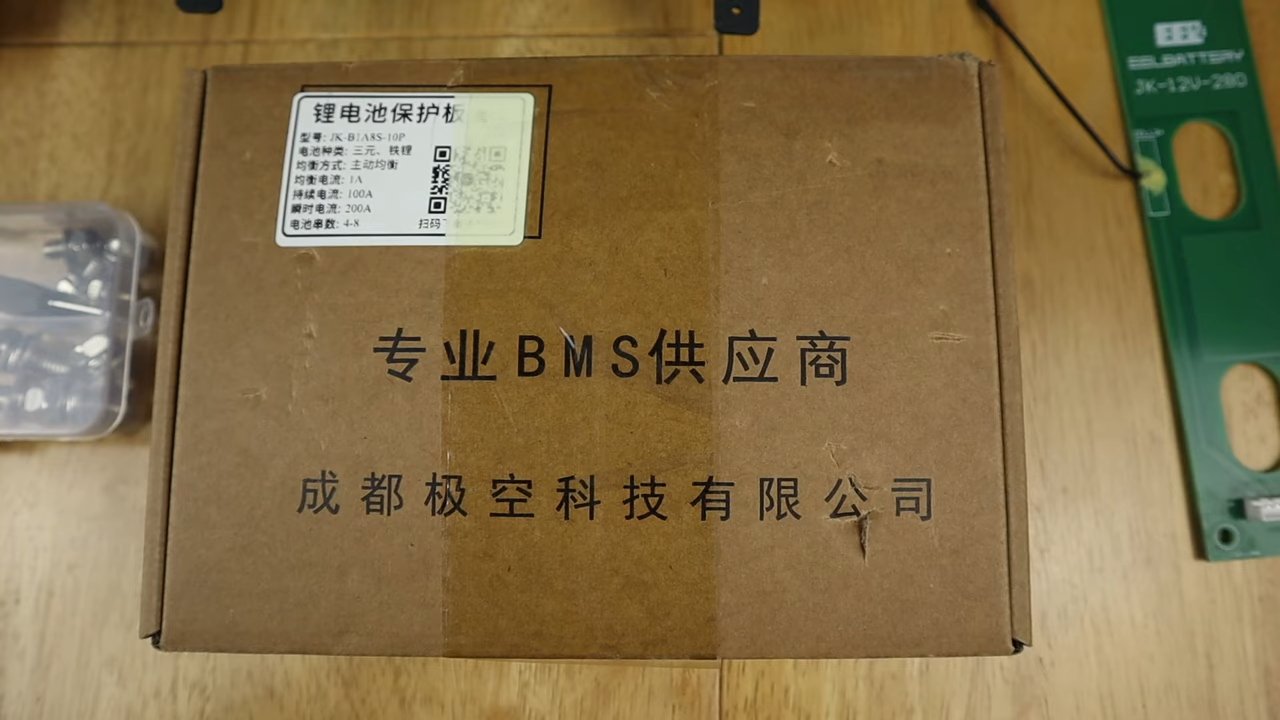 锂电池保护板
型号: JK-B1A8S-10P
电池种类: 三元、铁锂
均衡方式: 主动均衡
均衡电流: 1A
持续电流: 100A
瞬时电流: 200A
电池串数: 4-8
扫码
专业BMS供应商
成都极空科技有限公司
EELBATTERY
JK-12V-280